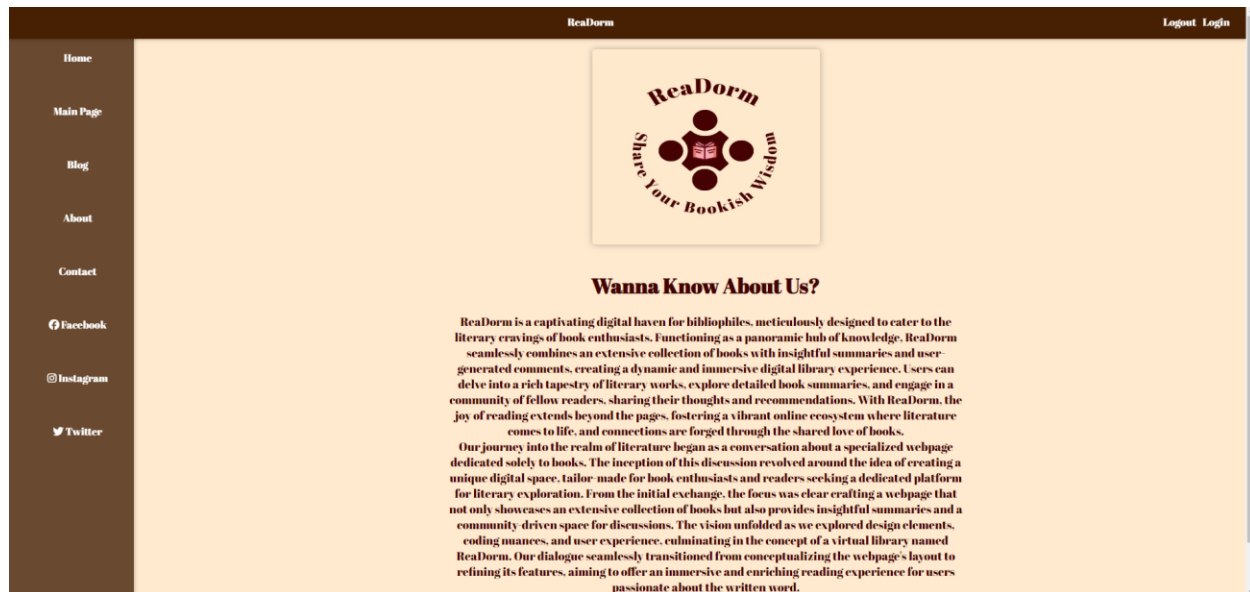 ReaDorm
Logout Login
Home
Main Page
Blog
About
Contact
Facebook
Instagram
Twitter
ReaDorm
Share Your Bookish Wisdom
Wanna Know About Us?
ReaDorm is a captivating digital haven for bibliophiles, meticulously designed to cater to the
literary cravings of book enthusiasts. Functioning as a panoramic hub of knowledge, ReaDorm
seamlessly combines an extensive collection of books with insightful summaries and user-
generated comments, creating a dynamic and immersive digital library experience. Users can
delve into a rich tapestry of literary works, explore detailed book summaries, and engage in a
community of fellow readers, sharing their thoughts and recommendations. With ReaDorm, the
joy of reading extends beyond the pages, fostering a vibrant online ecosystem where literature
comes to life, and connections are forged through the shared love of books.
Our journey into the realm of literature began as a conversation about a specialized webpage
dedicated solely to books. The inception of this discussion revolved around the idea of creating a
unique digital space, tailor-made for book enthusiasts and readers seeking a dedicated platform
for literary exploration. From the initial exchange, the focus was clear crafting a webpage that
not only showcases an extensive collection of books but also provides insightful summaries and a
community-driven space for discussions. The vision unfolded as we explored design elements,
coding nuances, and user experience, culminating in the concept of a virtual library named
ReaDorm. Our dialogue seamlessly transitioned from conceptualizing the webpage's layout to
refining its features, aiming to offer an immersive and enriching reading experience for users
passionate about the written word.